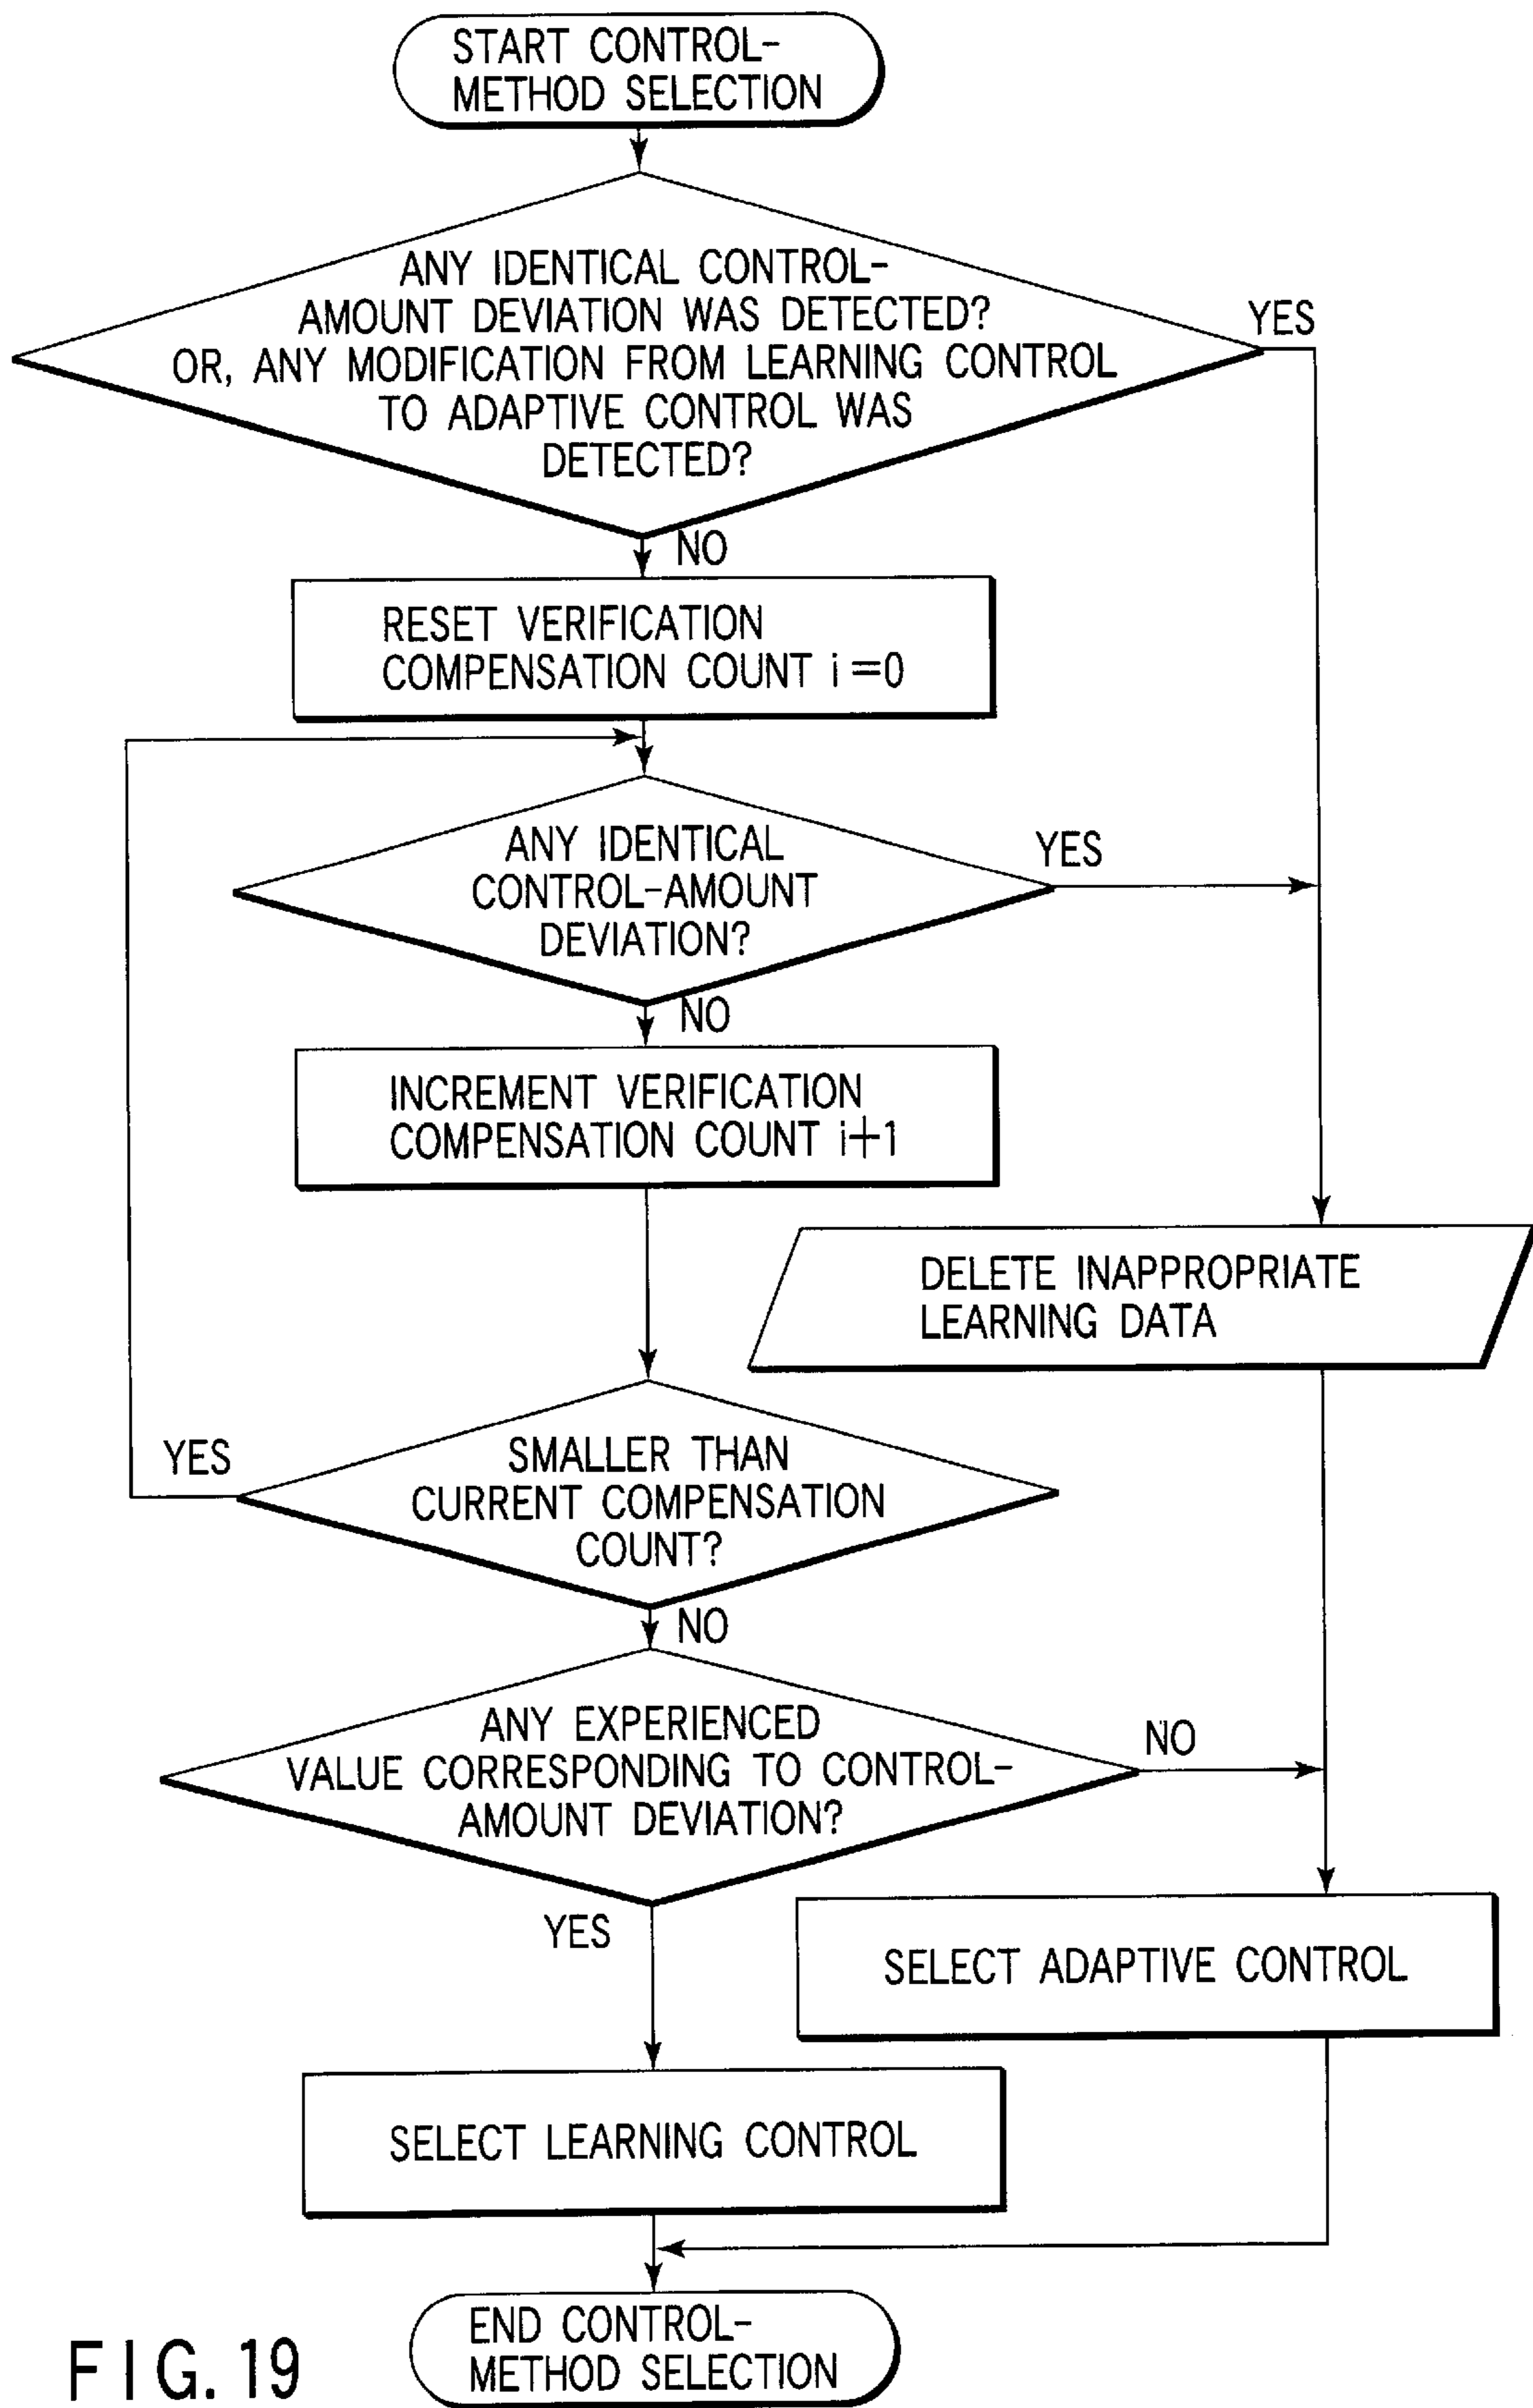 START CONTROL-
METHOD SELECTION
ANY IDENTICAL CONTROL-
AMOUNT DEVIATION WAS DETECTED?
OR, ANY MODIFICATION FROM LEARNING CONTROL
TO ADAPTIVE CONTROL WAS
DETECTED?
YES
NO
RESET VERIFICATION
COMPENSATION COUNT i=0
ANY IDENTICAL
CONTROL-AMOUNT
DEVIATION?
YES
NO
INCREMENT VERIFICATION
COMPENSATION COUNT i+1
DELETE INAPPROPRIATE
LEARNING DATA
SMALLER THAN
CURRENT COMPENSATION
COUNT?
YES
NO
ANY EXPERIENCED
VALUE CORRESPONDING TO CONTROL-
AMOUNT DEVIATION?
NO
YES
SELECT ADAPTIVE CONTROL
SELECT LEARNING CONTROL
END CONTROL-
METHOD SELECTION
FIG. 19